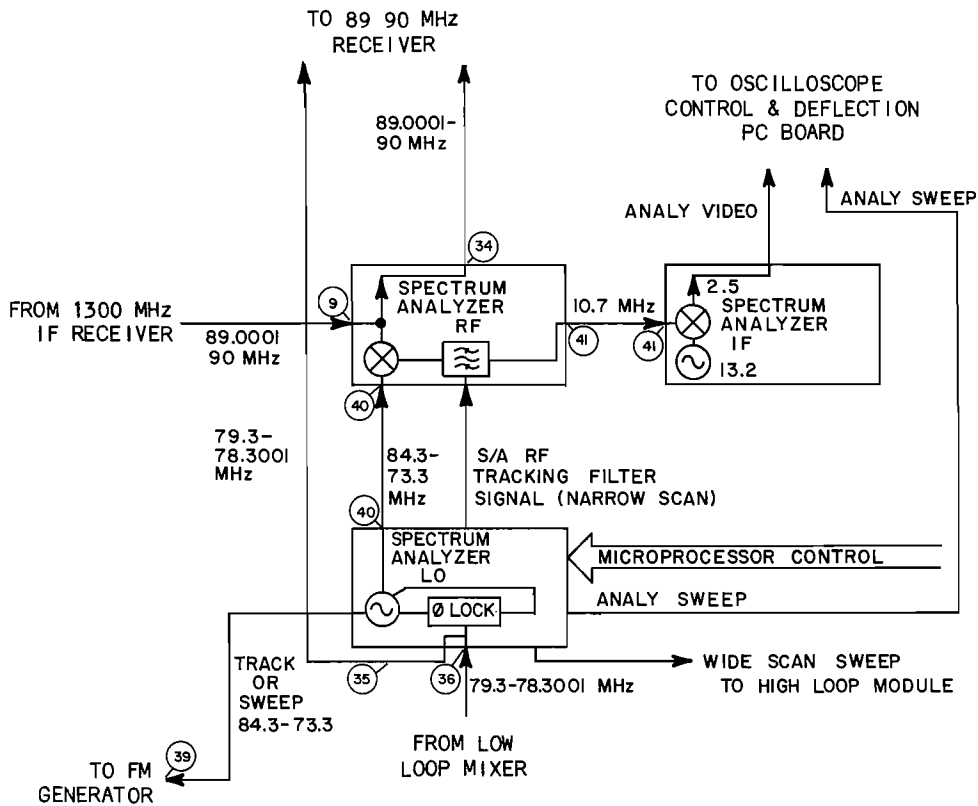 TO 89 90 MHz
RECEIVER
TO OSCILLOSCOPE
CONTROL & DEFLECTION
PC BOARD
89.0001-
90 MHz
ANALY VIDEO
ANALY SWEEP
34
9
SPECTRUM
ANALYZER
RF
10.7 MHz
2.5
SPECTRUM
ANALYZER
IF
13.2
FROM 1300 MHz
IF RECEIVER
89.0001
90 MHz
41
41
40
79.3-
78.3001
MHz
84.3-
73.3
MHz
S/A RF
TRACKING FILTER
SIGNAL (NARROW SCAN)
40
SPECTRUM
ANALYZER
LO
Ø LOCK
MICROPROCESSOR CONTROL
ANALY SWEEP
TRACK
OR
SWEEP
84.3-73.3
35
36
79.3-78.3001 MHz
WIDE SCAN SWEEP
TO HIGH LOOP MODULE
FROM LOW
LOOP MIXER
39
TO FM
GENERATOR